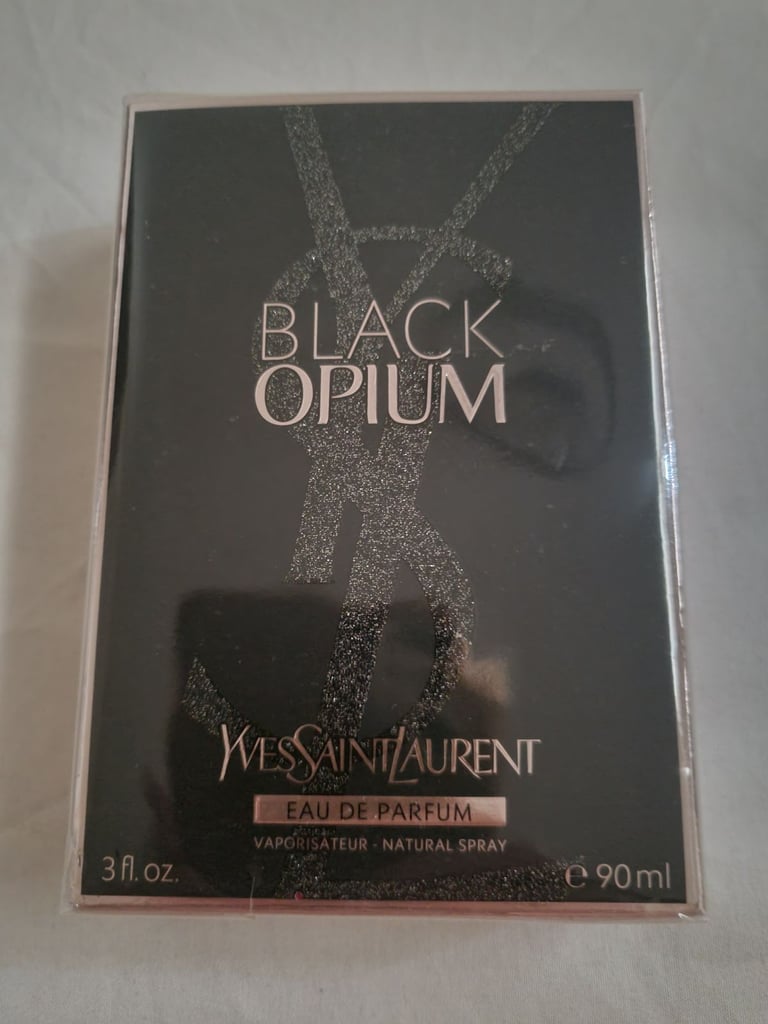 BLACK
OPIUM
YVESSAINTLAURENT
EAU DE PARFUM
VAPORISATEUR - NATURAL SPRAY
3 fl. oz.
e 90 ml